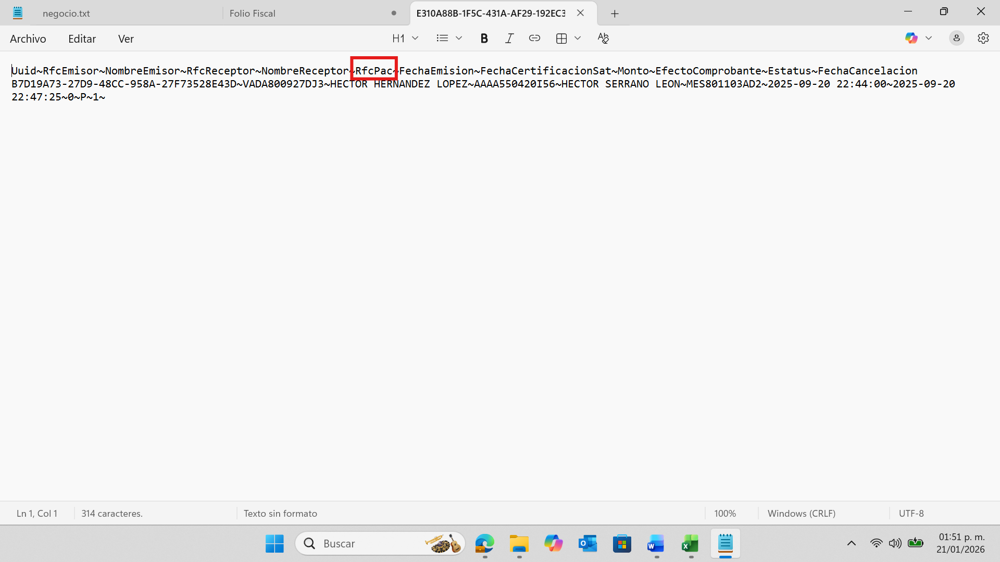 negocio.txt
Folio Fiscal
E310A88B-1F5C-431A-AF29-192EC3
Archivo
Editar
Ver
H1
B
I
Uuid~RfcEmisor~NombreEmisor~RfcReceptor~NombreReceptor~RfcPac~FechaEmision~FechaCertificacionSat~Monto~EfectoComprobante~Estatus~FechaCancelacion
B7D19A73-27D9-48CC-958A-27F73528E43D~VADA800927DJ3~HECTOR HERNANDEZ LOPEZ~AAAA550420I56~HECTOR SERRANO LEON~MES801103AD2~2025-09-20 22:44:00~2025-09-20
22:47:25~0~P~1~
Ln 1, Col 1
314 caracteres.
Texto sin formato
100%
Windows (CRLF)
UTF-8
Buscar
01:51 p. m.
21/01/2026